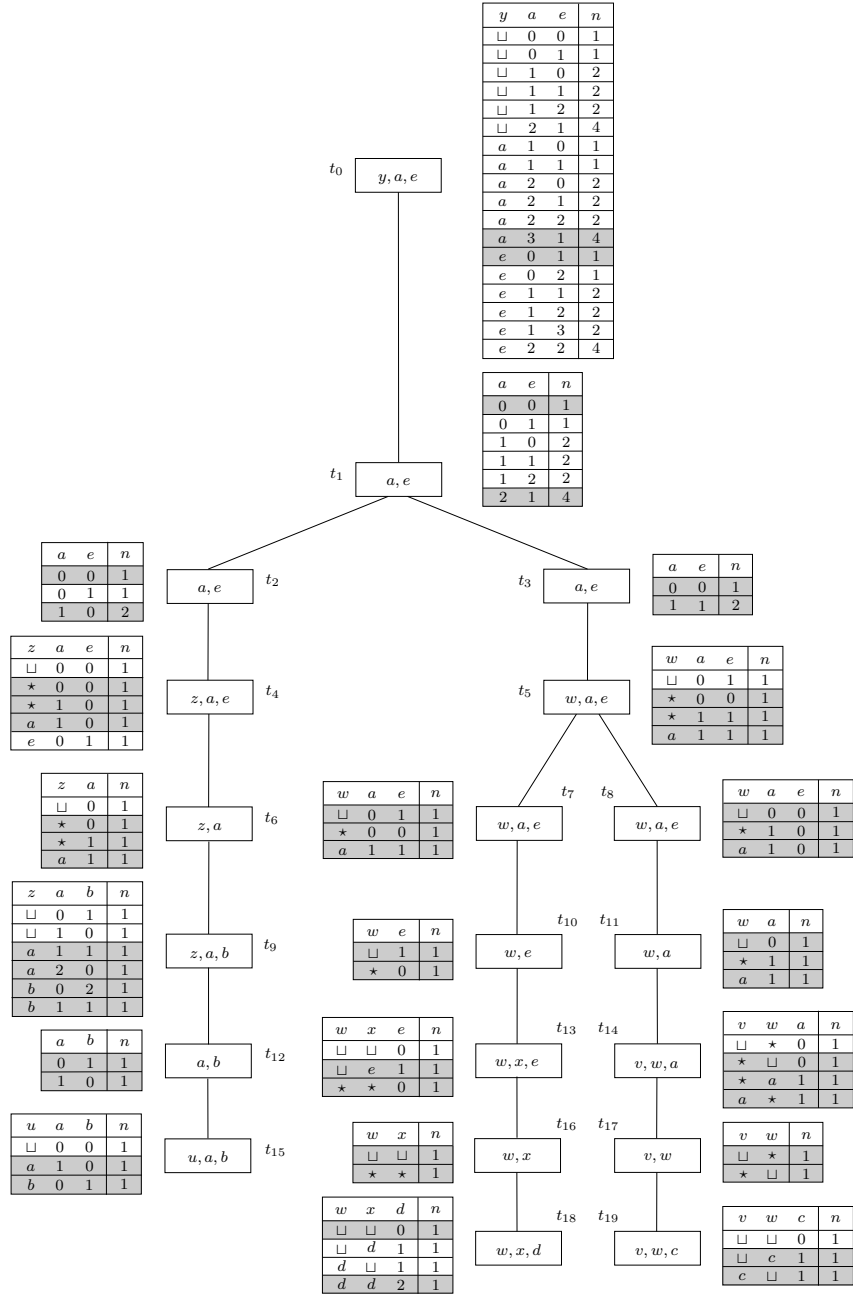 y a e n
⊔ 0 0 1
⊔ 0 1 1
⊔ 1 0 2
⊔ 1 1 2
⊔ 1 2 2
⊔ 2 1 4
a 1 0 1
a 1 1 1
a 2 0 2
a 2 1 2
a 2 2 2
a 3 1 4
e 0 1 1
e 0 2 1
e 1 1 2
e 1 2 2
e 1 3 2
e 2 2 4
t₀
y, a, e
a e n
0 0 1
0 1 1
1 0 2
1 1 2
1 2 2
2 1 4
t₁
a, e
a e n
0 0 1
0 1 1
1 0 2
a, e
t₂
t₃
a, e
a e n
0 0 1
1 1 2
z a e n
⊔ 0 0 1
⋆ 0 0 1
⋆ 1 0 1
a 1 0 1
e 0 1 1
z, a, e
t₄
t₅
w, a, e
w a e n
⊔ 0 1 1
⋆ 0 0 1
⋆ 1 1 1
a 1 1 1
z a n
⊔ 0 1
⋆ 0 1
⋆ 1 1
a 1 1
z, a
t₆
w a e n
⊔ 0 1 1
⋆ 0 0 1
a 1 1 1
t₇
w, a, e
t₈
w, a, e
w a e n
⊔ 0 0 1
⋆ 1 0 1
a 1 0 1
z a b n
⊔ 0 1 1
⊔ 1 0 1
a 1 1 1
a 2 0 1
b 0 2 1
b 1 1 1
z, a, b
t₉
w e n
⊔ 1 1
⋆ 0 1
t₁₀
w, e
t₁₁
w, a
w a n
⊔ 0 1
⋆ 1 1
a 1 1
a b n
0 1 1
1 0 1
a, b
t₁₂
w x e n
⊔ ⊔ 0 1
⊔ e 1 1
⋆ ⋆ 0 1
t₁₃
w, x, e
t₁₄
v, w, a
v w a n
⊔ ⋆ 0 1
⋆ ⊔ 0 1
⋆ a 1 1
a ⋆ 1 1
u a b n
⊔ 0 0 1
a 1 0 1
b 0 1 1
u, a, b
t₁₅
w x n
⊔ ⊔ 1
⋆ ⋆ 1
t₁₆
w, x
t₁₇
v, w
v w n
⊔ ⋆ 1
⋆ ⊔ 1
w x d n
⊔ ⊔ 0 1
⊔ d 1 1
d ⊔ 1 1
d d 2 1
t₁₈
w, x, d
t₁₉
v, w, c
v w c n
⊔ ⊔ 0 1
⊔ c 1 1
c ⊔ 1 1